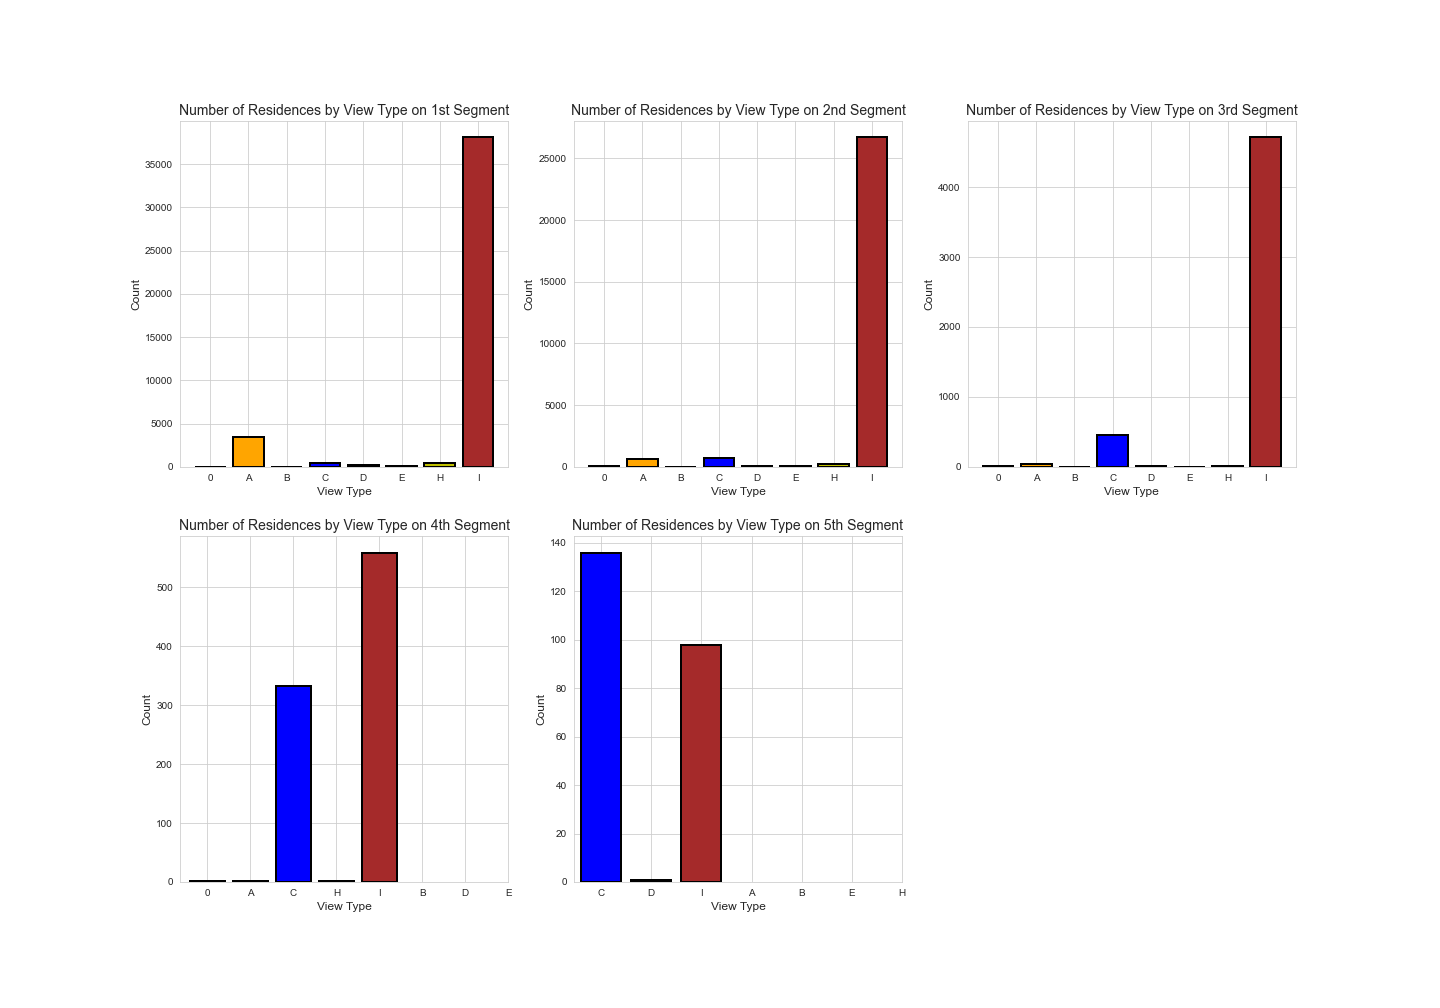 Number of Residences by View Type on 1st Segment
Count
35000
30000
25000
20000
15000
10000
5000
0
0 A B C D E H I
View Type
Number of Residences by View Type on 2nd Segment
Count
25000
20000
15000
10000
5000
0
0 A B C D E H I
View Type
Number of Residences by View Type on 3rd Segment
Count
4000
3000
2000
1000
0
0 A B C D E H I
View Type
Number of Residences by View Type on 4th Segment
Count
500
400
300
200
100
0
0 A C H I B D E
View Type
Number of Residences by View Type on 5th Segment
Count
140
120
100
80
60
40
20
0
C D I A B E H
View Type